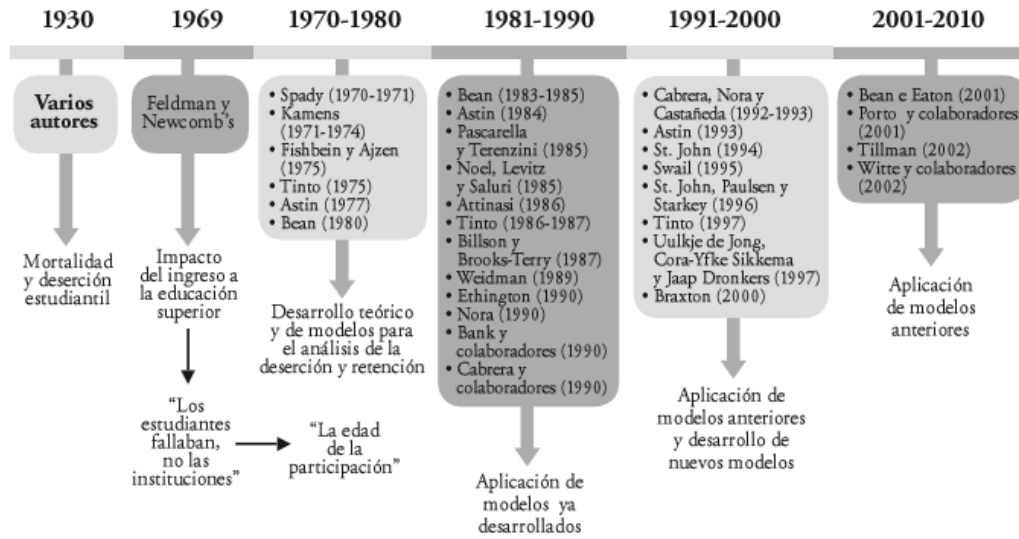 1930
1969
1970-1980
1981-1990
1991-2000
2001-2010
Varios
autores
Mortalidad
y deserción
estudiantil
Feldman y
Newcomb's
Impacto
del ingreso a
la educación
superior
“Los
estudiantes
fallaban,
no las
instituciones”
“La edad
de la
participación”
• Spady (1970-1971)
• Kamens
(1971-1974)
• Fishbein y Ajzen
(1975)
• Tinto (1975)
• Astin (1977)
• Bean (1980)
Desarrollo teórico
y de modelos para
el análisis de la
deserción y retención
• Bean (1983-1985)
• Astin (1984)
• Pascarella
y Terenzini (1985)
• Noel, Levitz
y Saluri (1985)
• Attinasi (1986)
• Tinto (1986-1987)
• Billson y
Brooks-Terry (1987)
• Weidman (1989)
• Ethington (1990)
• Nora (1990)
• Bank y
colaboradores (1990)
• Cabrera y
colaboradores (1990)
Aplicación de
modelos ya
desarrollados
• Cabrera, Nora y
Castañeda (1992-1993)
• Astin (1993)
• St. John (1994)
• Swail (1995)
• St. John, Paulsen y
Starkey (1996)
• Tinto (1997)
• Uulkje de Jong,
Cora-Yfke Sikkema
y Jaap Dronkers (1997)
• Braxton (2000)
Aplicación de
modelos anteriores
y desarrollo de
nuevos modelos
• Bean e Eaton (2001)
• Porto y colaboradores
(2001)
• Tillman (2002)
• Witte y colaboradores
(2002)
Aplicación
de modelos
anteriores